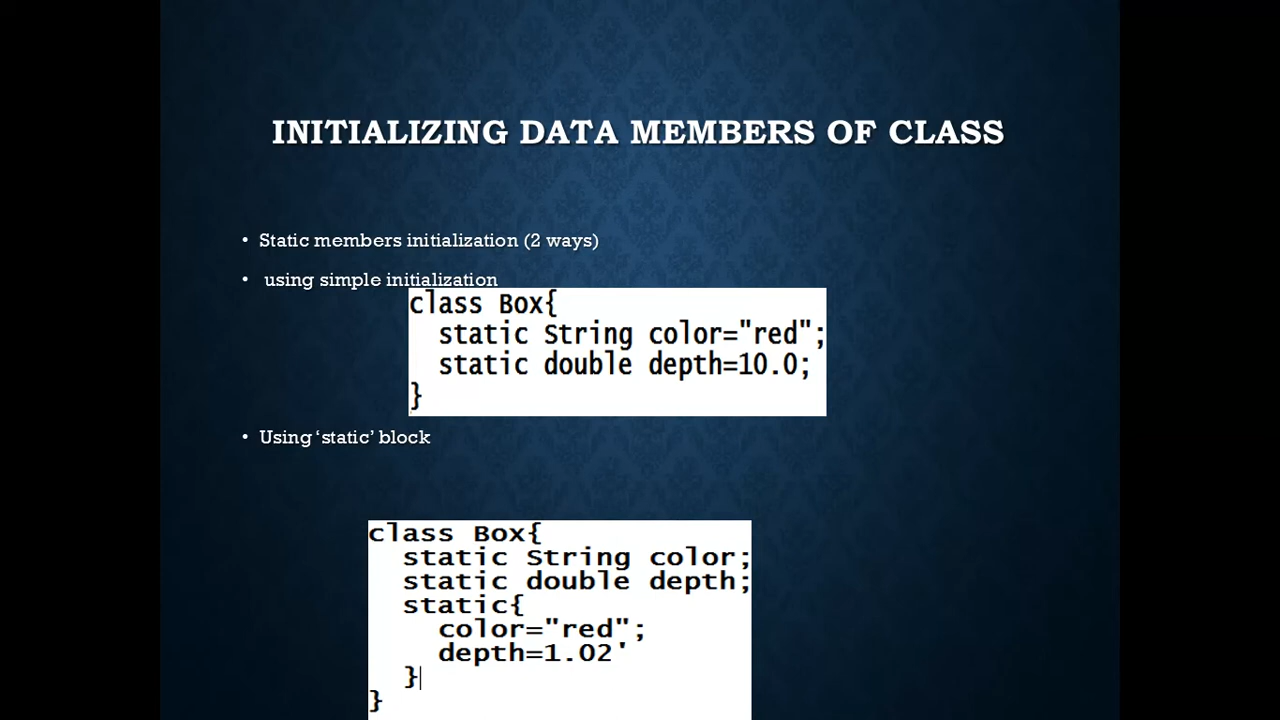 INITIALIZING DATA MEMBERS OF CLASS
• Static members initialization (2 ways)
• using simple initialization
class Box{
static String color="red";
static double depth=10.0;
}
• Using ‘static’ block
class Box{
static String color;
static double depth;
static{
color="red";
depth=1.02'
}
}